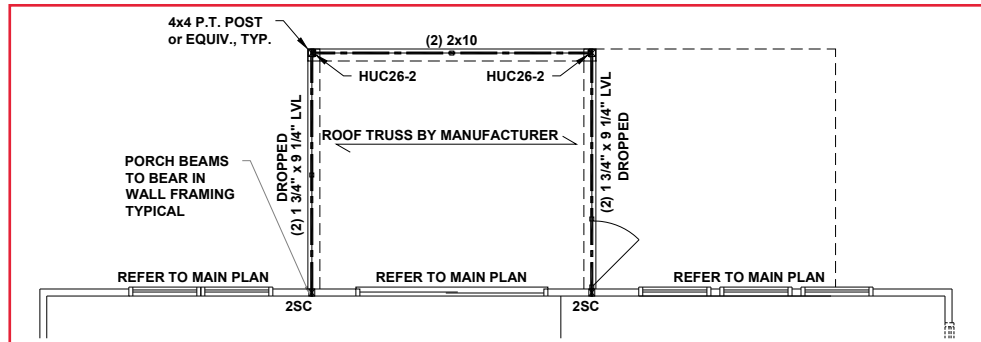 4x4 P.T. POST
or EQUIV., TYP.
(2) 2x10
HUC26-2
HUC26-2
DROPPED
(2) 1 3/4" x 9 1/4" LVL
ROOF TRUSS BY MANUFACTURER
(2) 1 3/4" x 9 1/4" LVL
DROPPED
PORCH BEAMS
TO BEAR IN
WALL FRAMING
TYPICAL
REFER TO MAIN PLAN
REFER TO MAIN PLAN
REFER TO MAIN PLAN
2SC
2SC